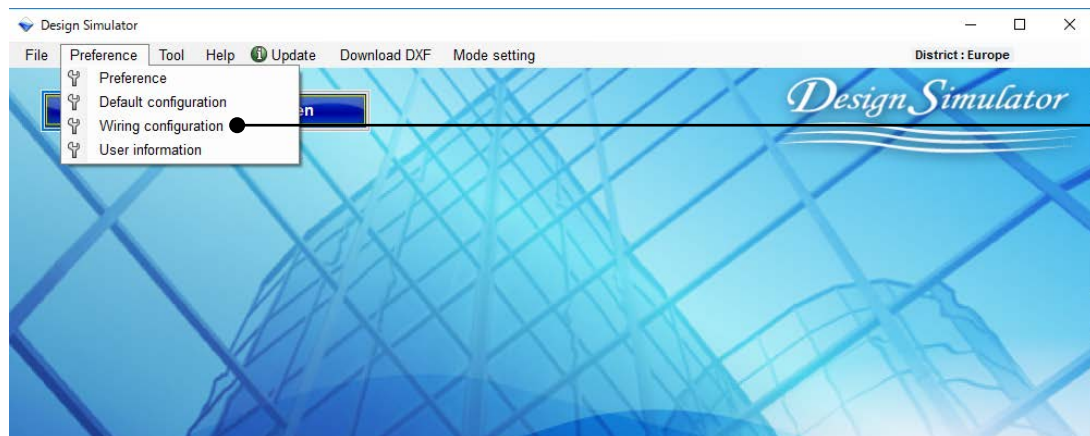 Design Simulator
File Preference Tool Help Update Download DXF Mode setting District : Europe
Preference
Default configuration
Wiring configuration
User information
Design Simulator